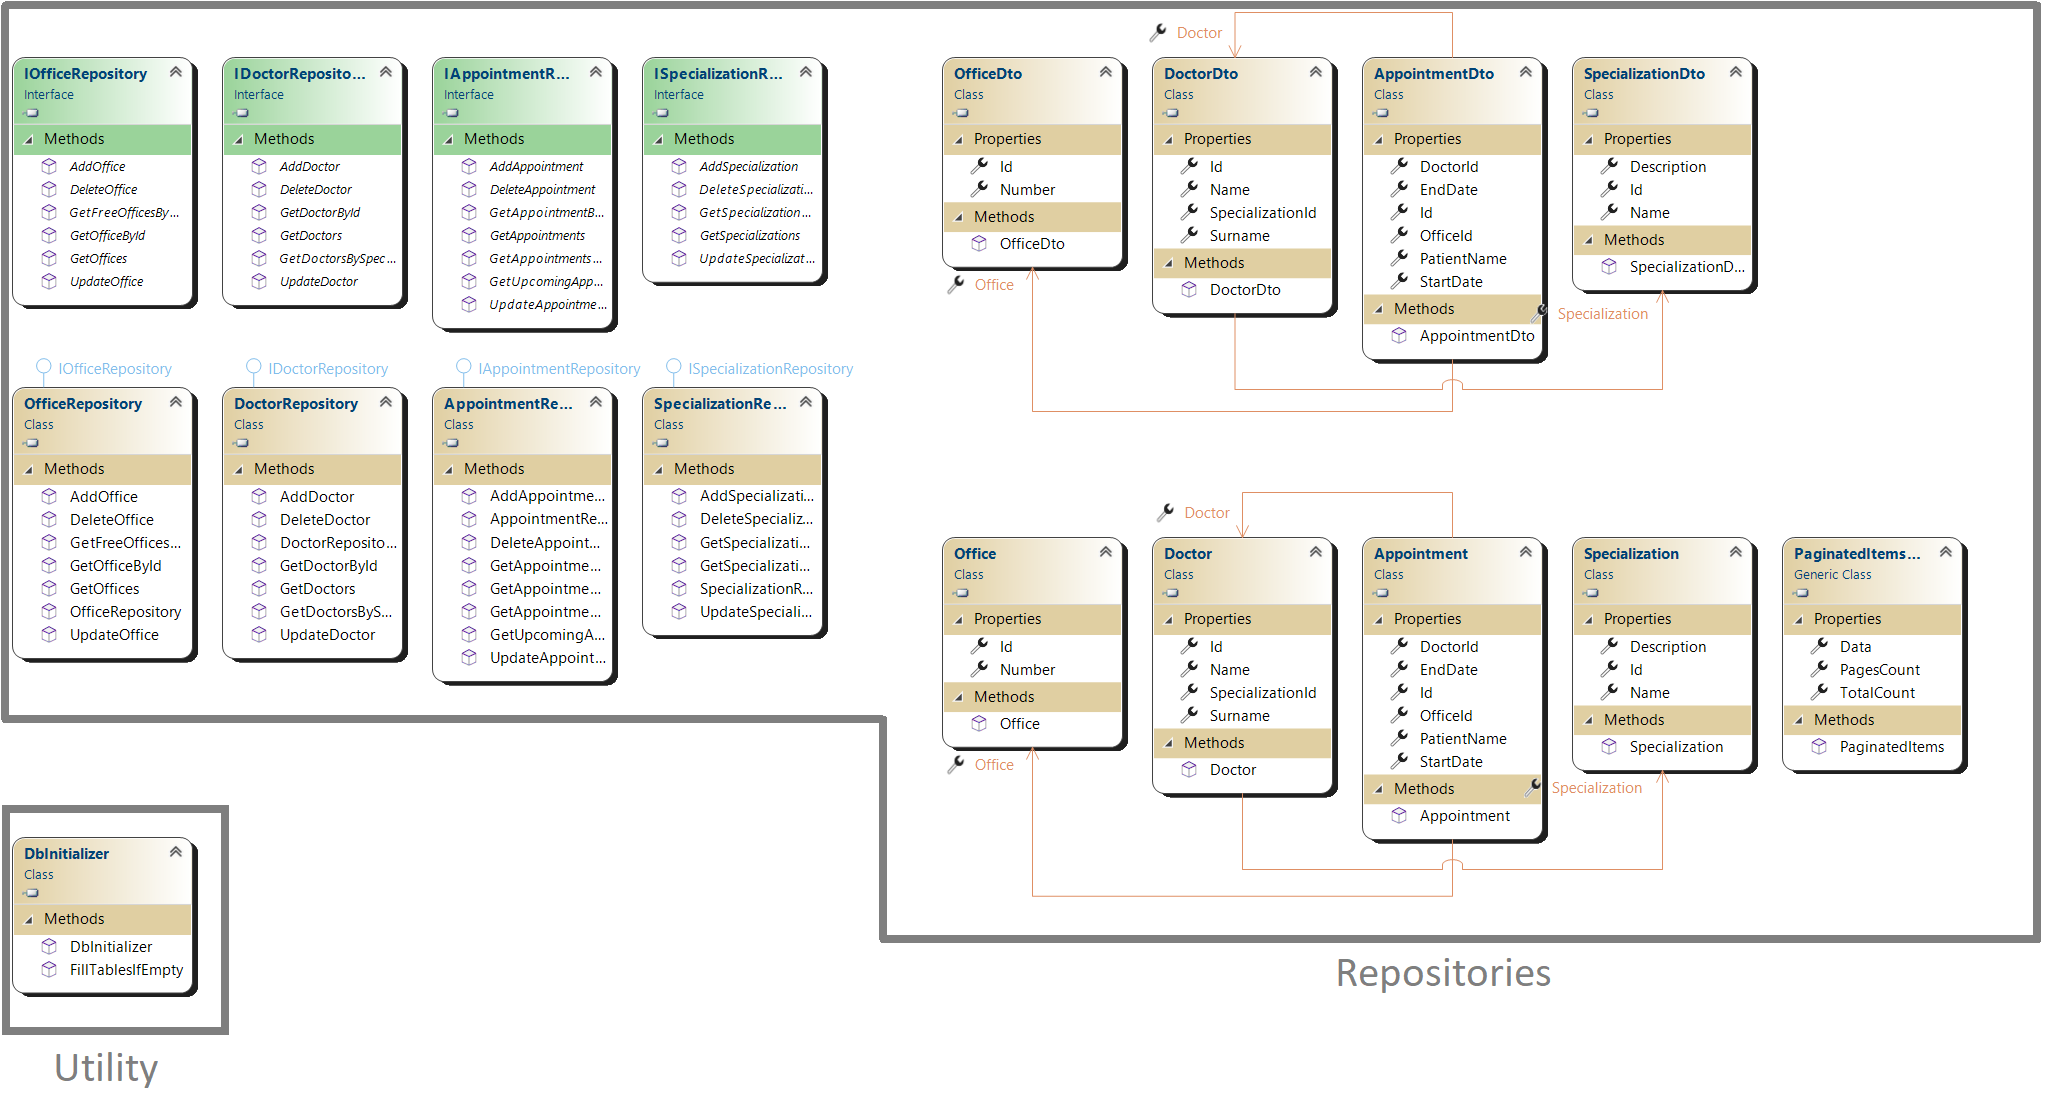 IOfficeRepository
Interface
Methods
AddOffice
DeleteOffice
GetFreeOfficesBy...
GetOfficeById
GetOffices
UpdateOffice
IDoctorReposito...
Interface
Methods
AddDoctor
DeleteDoctor
GetDoctorById
GetDoctors
GetDoctorsBySpec...
UpdateDoctor
IAppointmentR...
Interface
Methods
AddAppointment
DeleteAppointment
GetAppointmentB...
GetAppointments
GetAppointments...
GetUpcomingApp...
UpdateAppointme...
ISpecializationR...
Interface
Methods
AddSpecialization
DeleteSpecializati...
GetSpecialization...
GetSpecializations
UpdateSpecializat...
Doctor
OfficeDto
Class
Properties
Id
Number
Methods
OfficeDto
Office
DoctorDto
Class
Properties
Id
Name
SpecializationId
Surname
Methods
DoctorDto
AppointmentDto
Class
Properties
DoctorId
EndDate
Id
OfficeId
PatientName
StartDate
Methods
AppointmentDto
SpecializationDto
Class
Properties
Description
Id
Name
Methods
SpecializationD...
Specialization
IOfficeRepository
OfficeRepository
Class
Methods
AddOffice
DeleteOffice
GetFreeOffices...
GetOfficeById
GetOffices
OfficeRepository
UpdateOffice
IDoctorRepository
DoctorRepository
Class
Methods
AddDoctor
DeleteDoctor
DoctorReposito...
GetDoctorById
GetDoctors
GetDoctorsByS...
UpdateDoctor
IAppointmentRepository
AppointmentRe...
Class
Methods
AddAppointme...
AppointmentRe...
DeleteAppoint...
GetAppointme...
GetAppointme...
GetAppointme...
GetUpcomingA...
UpdateAppoint...
ISpecializationRepository
SpecializationRe...
Class
Methods
AddSpecializati...
DeleteSpecializ...
GetSpecializati...
GetSpecializati...
SpecializationR...
UpdateSpeciali...
Doctor
Office
Class
Properties
Id
Number
Methods
Office
Office
Doctor
Class
Properties
Id
Name
SpecializationId
Surname
Methods
Doctor
Appointment
Class
Properties
DoctorId
EndDate
Id
OfficeId
PatientName
StartDate
Methods
Appointment
Specialization
Class
Properties
Description
Id
Name
Methods
Specialization
Specialization
PaginatedItems...
Generic Class
Properties
Data
PagesCount
TotalCount
Methods
PaginatedItems
Repositories
DbInitializer
Class
Methods
DbInitializer
FillTablesIfEmpty
Utility